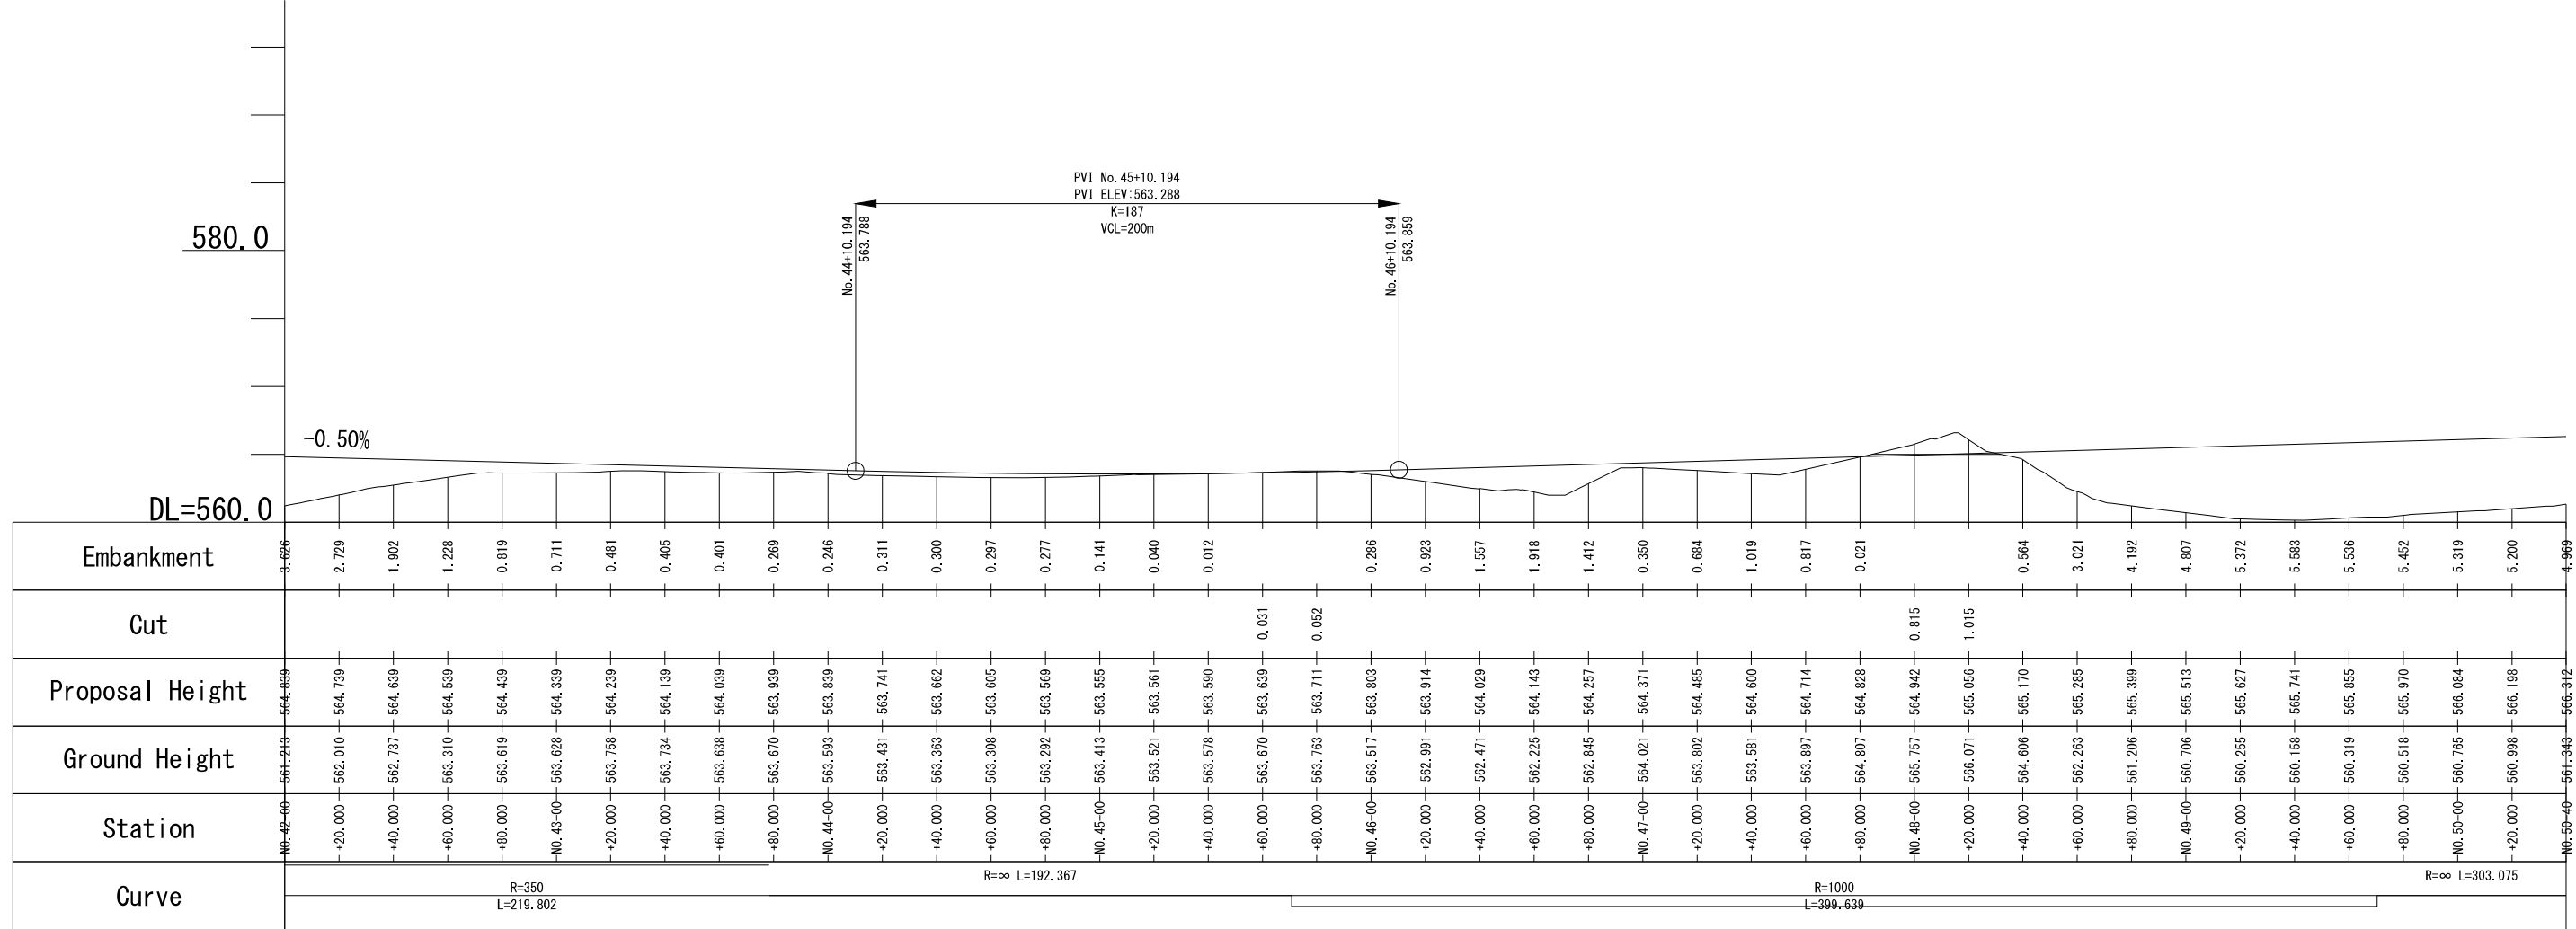 PVI No.45+10.194
PVI ELEV:563.288
K=187
VCL=200m
No.44+10.194
563.788
No.46+10.194
563.859
580.0
-0.50%
DL=560.0
Embankment
3.626 2.729 1.902 1.228 0.819 0.711 0.481 0.405 0.401 0.269 0.246 0.311 0.300 0.297 0.277 0.141 0.040 0.012 0.286 0.923 1.557 1.918 1.412 0.350 0.684 1.019 0.817 0.021 0.564 3.021 4.192 4.807 5.372 5.583 5.536 5.452 5.319 5.200 4.969
Cut
0.031 0.052 0.815 1.015
Proposal Height
564.839 564.739 564.639 564.539 564.439 564.339 564.239 564.139 564.039 563.939 563.839 563.741 563.662 563.605 563.569 563.555 563.561 563.590 563.639 563.711 563.803 563.914 564.029 564.143 564.257 564.371 564.485 564.600 564.714 564.828 564.942 565.056 565.170 565.285 565.399 565.513 565.627 565.741 565.855 565.970 566.084 566.198 566.312
Ground Height
561.213 562.010 562.737 563.310 563.619 563.628 563.758 563.734 563.638 563.670 563.593 563.431 563.363 563.308 563.292 563.413 563.521 563.578 563.670 563.763 563.517 562.991 562.471 562.225 562.845 564.021 563.802 563.581 563.897 564.807 565.757 566.071 564.606 562.263 561.206 560.706 560.255 560.158 560.319 560.518 560.765 560.998 561.343
Station
NO.42+00 +20.000 +40.000 +60.000 +80.000 NO.43+00 +20.000 +40.000 +60.000 +80.000 NO.44+00 +20.000 +40.000 +60.000 +80.000 NO.45+00 +20.000 +40.000 +60.000 +80.000 NO.46+00 +20.000 +40.000 +60.000 +80.000 NO.47+00 +20.000 +40.000 +60.000 +80.000 NO.48+00 +20.000 +40.000 +60.000 +80.000 NO.49+00 +20.000 +40.000 +60.000 +80.000 NO.50+00 +20.000 NO.50+40
Curve
R=350
L=219.802
R=∞ L=192.367
R=1000
L=399.639
R=∞ L=303.075